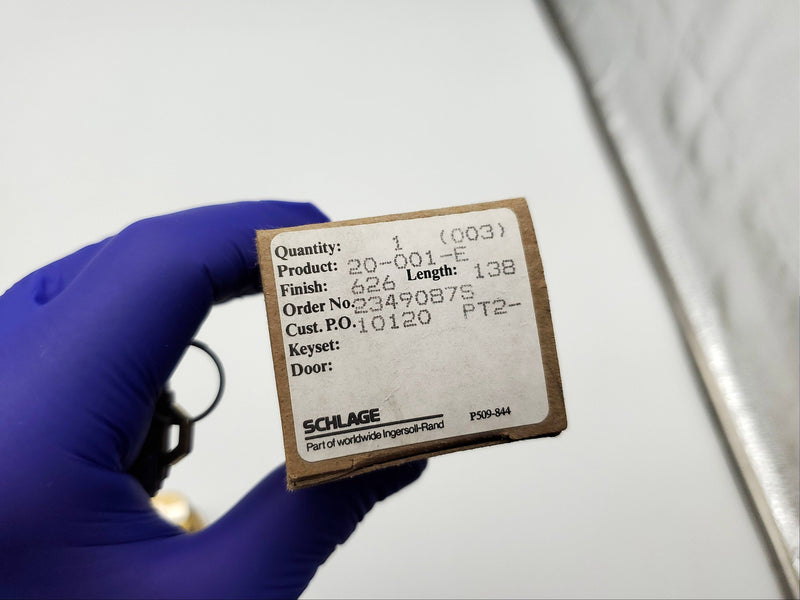 Quantity: 1 (003)
Product: 20-001-E
Finish: 626 Length: 138
Order No. 2349087S
Cust. P.O. 10120 PT2-
Keyset:
Door:
SCHLAGE
Part of worldwide Ingersoll-Rand P509-844